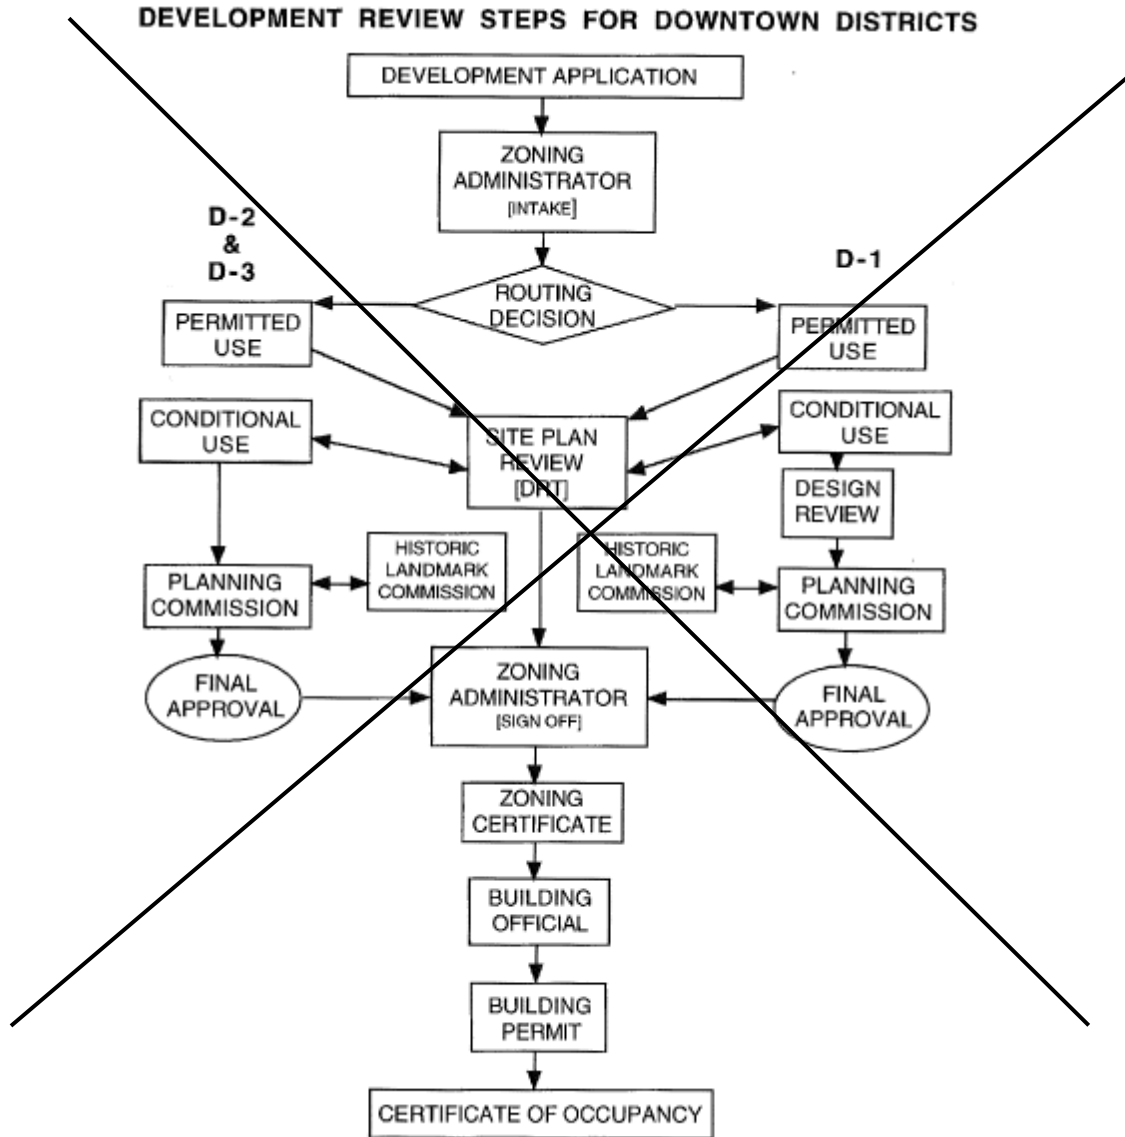 DEVELOPMENT REVIEW STEPS FOR DOWNTOWN DISTRICTS
DEVELOPMENT APPLICATION
ZONING
ADMINISTRATOR
[INTAKE]
D-2
&
D-3
D-1
ROUTING
DECISION
PERMITTED
USE
PERMITTED
USE
CONDITIONAL
USE
SITE PLAN
REVIEW
[DRT]
CONDITIONAL
USE
DESIGN
REVIEW
PLANNING
COMMISSION
HISTORIC
LANDMARK
COMMISSION
HISTORIC
LANDMARK
COMMISSION
PLANNING
COMMISSION
FINAL
APPROVAL
ZONING
ADMINISTRATOR
[SIGN OFF]
FINAL
APPROVAL
ZONING
CERTIFICATE
BUILDING
OFFICIAL
BUILDING
PERMIT
CERTIFICATE OF OCCUPANCY